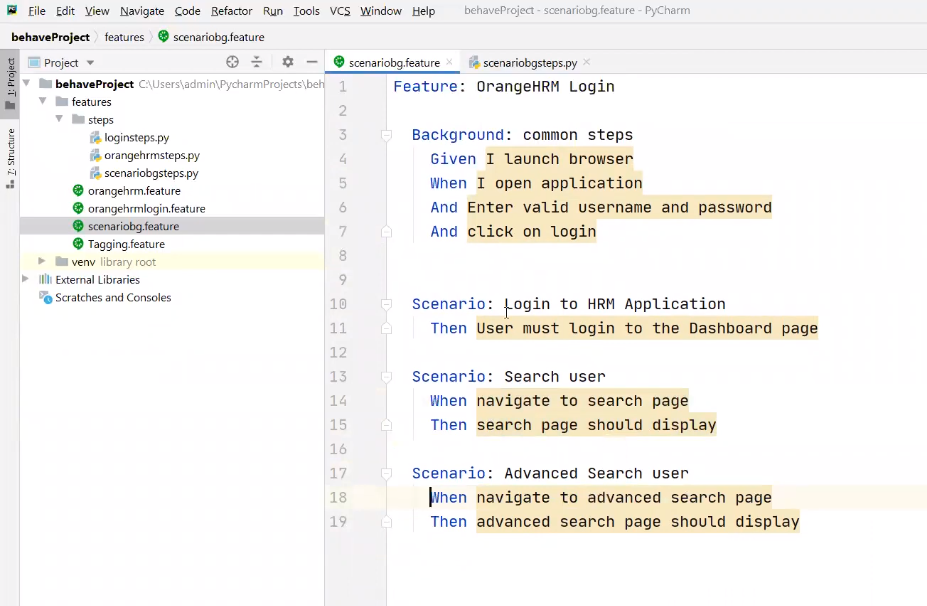 File Edit View Navigate Code Refactor Run Tools VCS Window Help behaveProject - scenariobg.feature - PyCharm
behaveProject features scenariobg.feature
1: Project
7: Structure
Project
behaveProject C:\Users\admin\PycharmProjects\beh
features
steps
loginsteps.py
orangehrmsteps.py
scenariobgsteps.py
orangehrm.feature
orangehrmlogin.feature
scenariobg.feature
Tagging.feature
venv library root
External Libraries
Scratches and Consoles
scenariobg.feature scenariobgsteps.py
1 Feature: OrangeHRM Login
2
3 Background: common steps
4 Given I launch browser
5 When I open application
6 And Enter valid username and password
7 And click on login
8
9
10 Scenario: Login to HRM Application
11 Then User must login to the Dashboard page
12
13 Scenario: Search user
14 When navigate to search page
15 Then search page should display
16
17 Scenario: Advanced Search user
18 When navigate to advanced search page
19 Then advanced search page should display